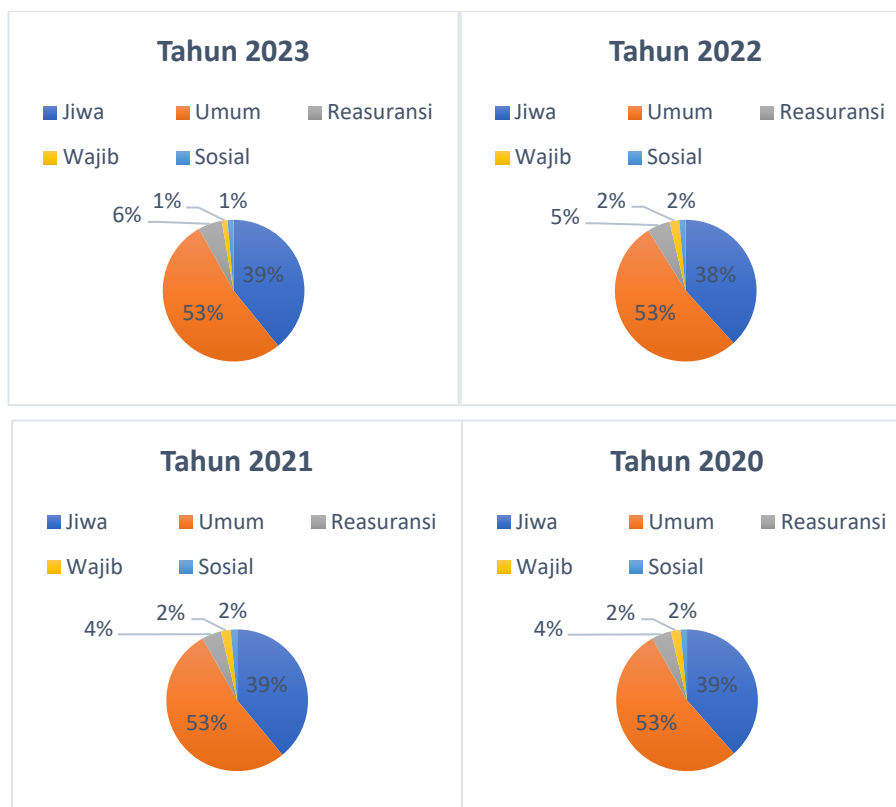 Tahun 2023
Jiwa Umum Reasuransi
Wajib Sosial
1% 1%
6%
39%
53%
Tahun 2022
Jiwa Umum Reasuransi
Wajib Sosial
2% 2%
5%
38%
53%
Tahun 2021
Jiwa Umum Reasuransi
Wajib Sosial
2% 2%
4%
39%
53%
Tahun 2020
Jiwa Umum Reasuransi
Wajib Sosial
2% 2%
4%
39%
53%